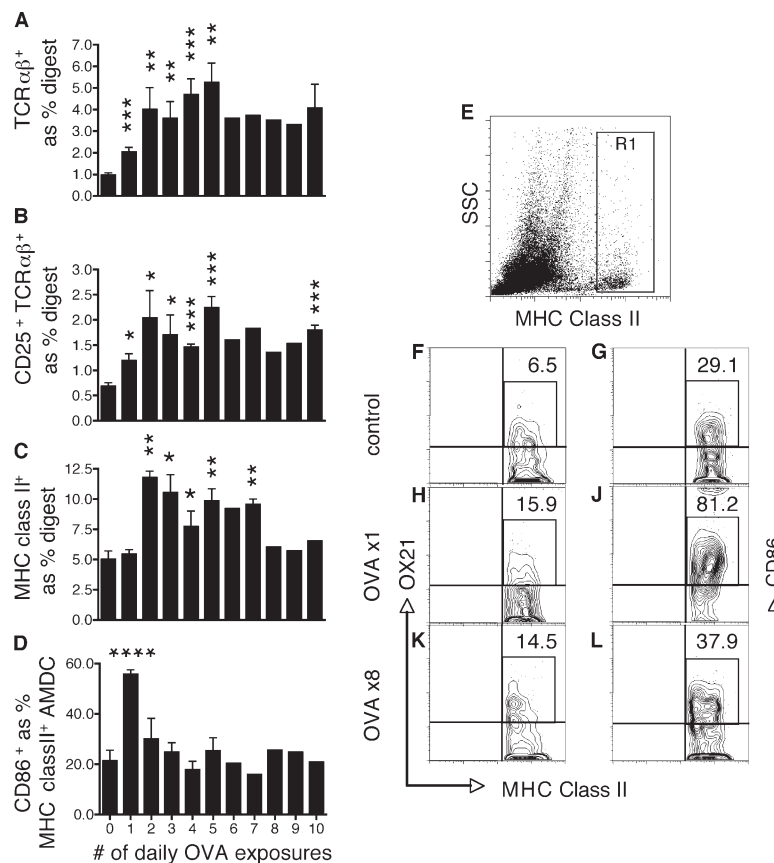 A
TCRαβ+
as % digest
7.0
6.0
5.0
4.0
3.0
2.0
1.0
0.0
***
**
**
***
**
B
CD25+ TCRαβ+
as % digest
3.0
2.5
2.0
1.5
1.0
0.5
0.0
*
*
*
***
***
***
C
MHC class II+
as % digest
12.5
10.0
7.5
5.0
2.5
0.0
**
*
*
**
**
D
CD86+ as %
MHC classII+ AMDC
60.0
40.0
20.0
0.0
****
0 1 2 3 4 5 6 7 8 9 10
# of daily OVA exposures
E
SSC
R1
MHC Class II
F
6.5
G
29.1
control
H
15.9
J
81.2
OVA x1
OX21
CD86
K
14.5
L
37.9
OVA x8
MHC Class II